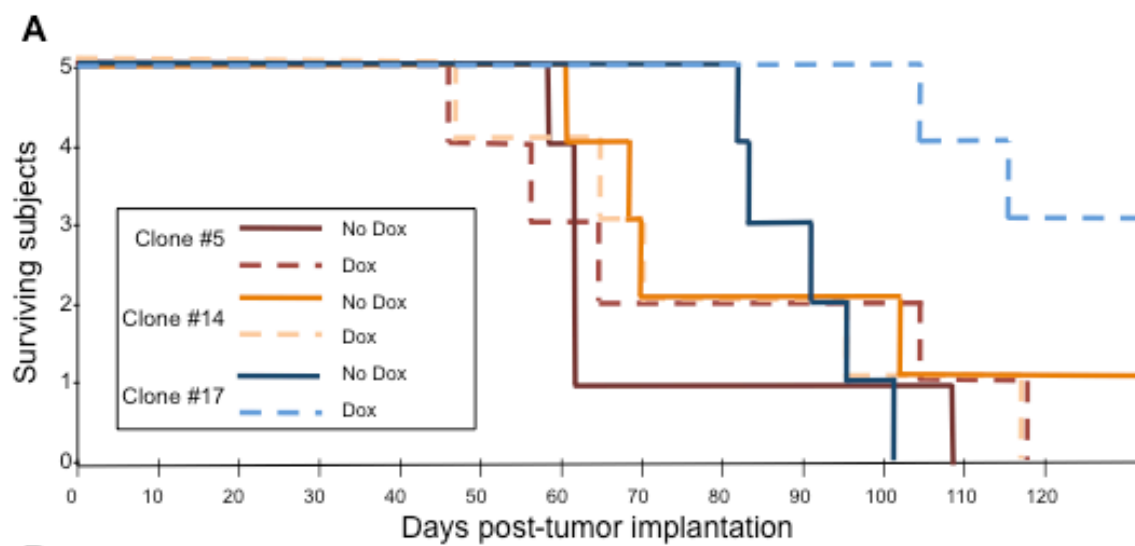 A
Surviving subjects
5
4
3
2
1
0
Clone #5
No Dox
Dox
Clone #14
No Dox
Dox
Clone #17
No Dox
Dox
0 10 20 30 40 50 60 70 80 90 100 110 120
Days post-tumor implantation